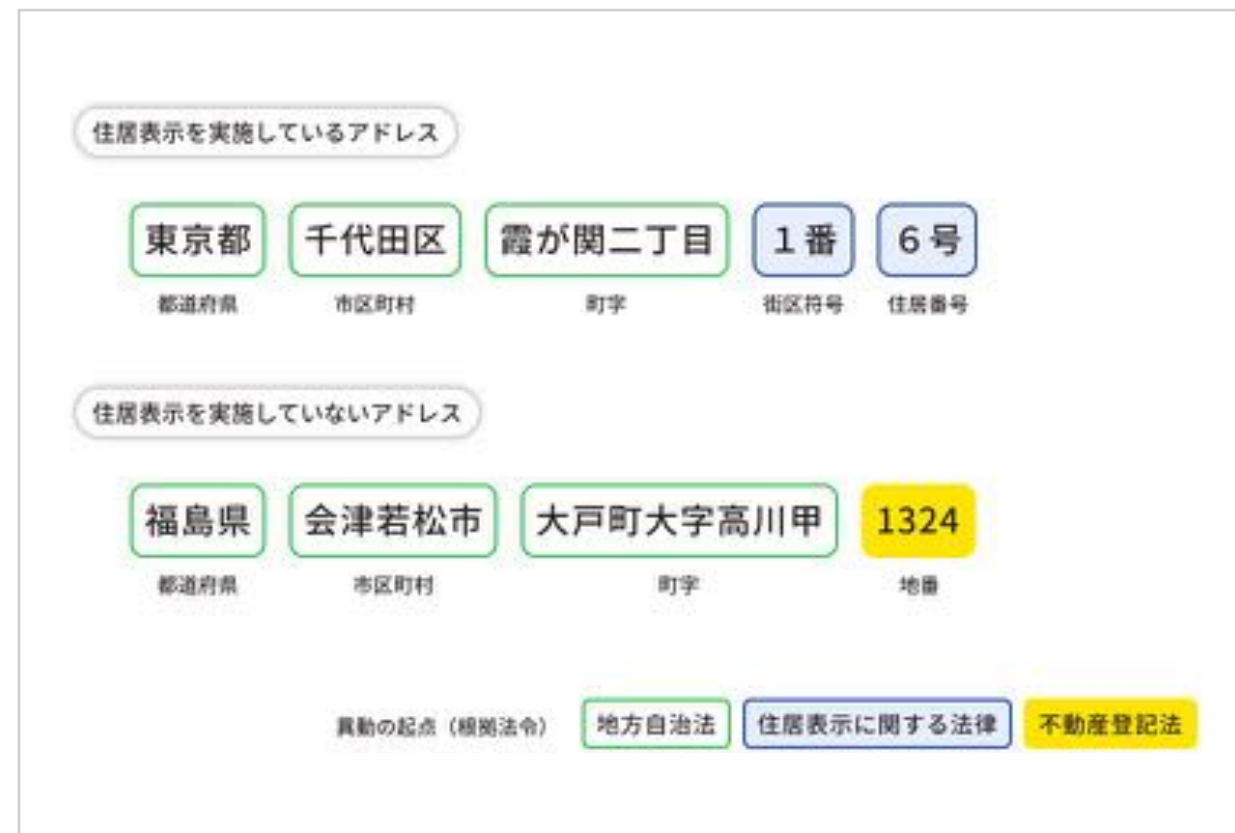 住居表示を実施しているアドレス
東京都 千代田区 霞が関二丁目 1番 6号
都道府県 市区町村 町字 街区符号 住居番号
住居表示を実施していないアドレス
福島県 会津若松市 大戸町大字高川甲 1324
都道府県 市区町村 町字 地番
異動の起点（根拠法令） 地方自治法 住居表示に関する法律 不動産登記法